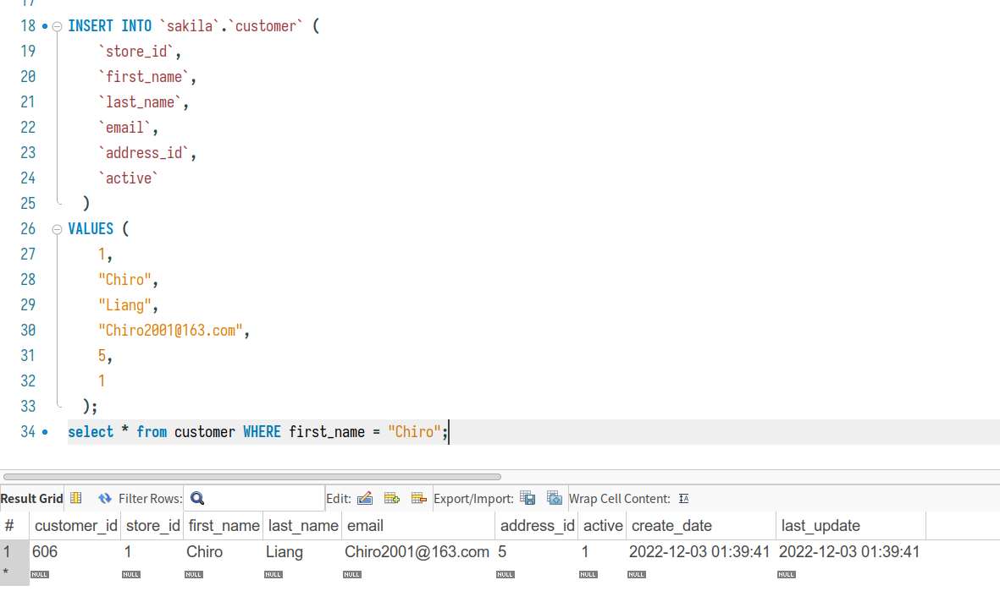 17
18 INSERT INTO `sakila`.`customer` (
19 `store_id`,
20 `first_name`,
21 `last_name`,
22 `email`,
23 `address_id`,
24 `active`
25 )
26 VALUES (
27 1,
28 "Chiro",
29 "Liang",
30 "Chiro2001@163.com",
31 5,
32 1
33 );
34 select * from customer WHERE first_name = "Chiro";
Result Grid Filter Rows: Edit: Export/Import: Wrap Cell Content: IA
# customer_id store_id first_name last_name email address_id active create_date last_update
1 606 1 Chiro Liang Chiro2001@163.com 5 1 2022-12-03 01:39:41 2022-12-03 01:39:41
* NULL NULL NULL NULL NULL NULL NULL NULL NULL